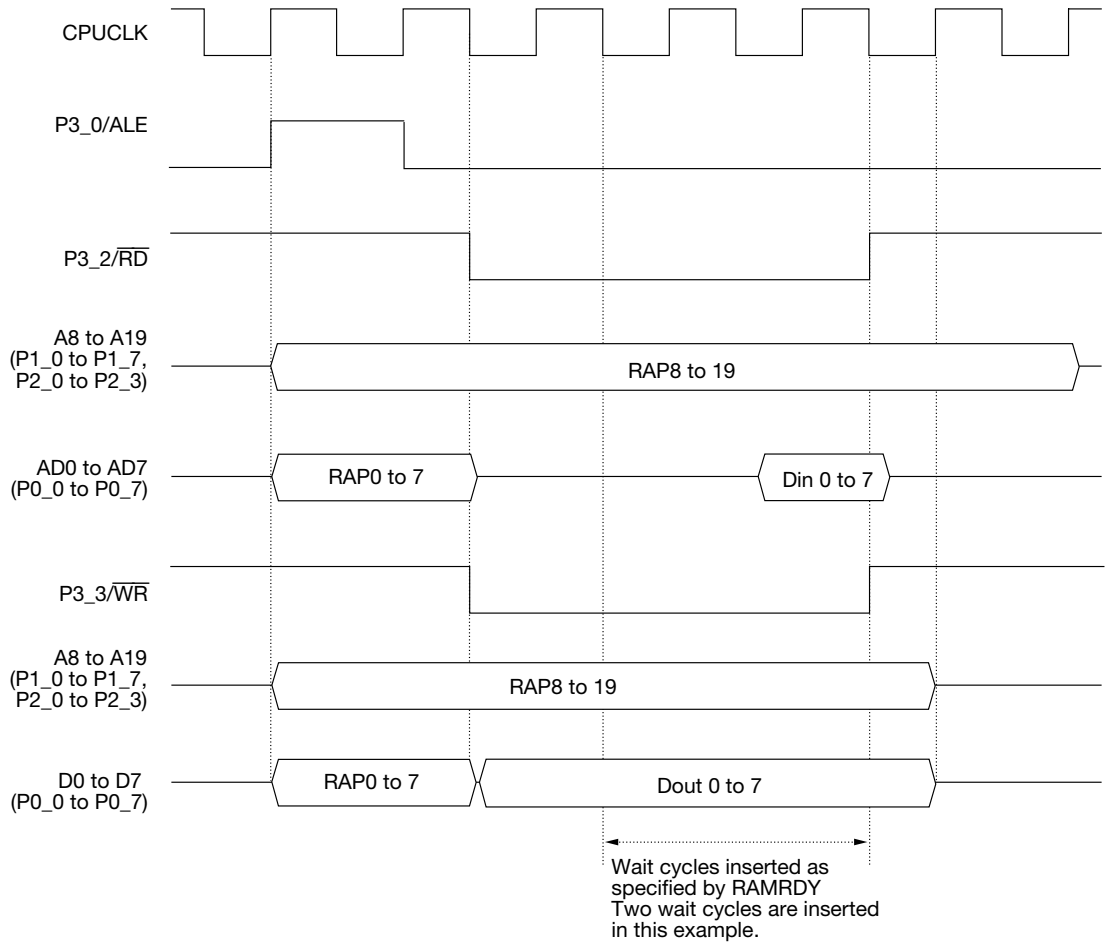 CPUCLK
P3_0/ALE
P3_2/R̅D̅
A8 to A19
(P1_0 to P1_7,
P2_0 to P2_3)
RAP8 to 19
AD0 to AD7
(P0_0 to P0_7)
RAP0 to 7
Din 0 to 7
P3_3/W̅R̅
A8 to A19
(P1_0 to P1_7,
P2_0 to P2_3)
RAP8 to 19
D0 to D7
(P0_0 to P0_7)
RAP0 to 7
Dout 0 to 7
Wait cycles inserted as
specified by RAMRDY
Two wait cycles are inserted
in this example.